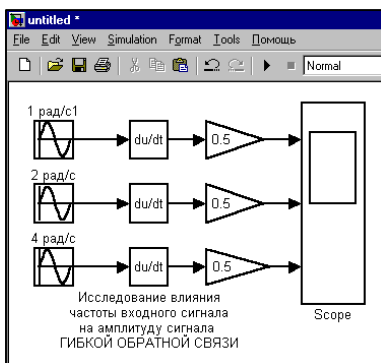 untitled *
File Edit View Simulation Format Tools Помощь
Normal
1 рад/с1
du/dt 0.5
2 рад/с
du/dt 0.5
4 рад/с
du/dt 0.5
Исследование влияния
частоты входного сигнала
на амплитуду сигнала
ГИБКОЙ ОБРАТНОЙ СВЯЗИ
Scope